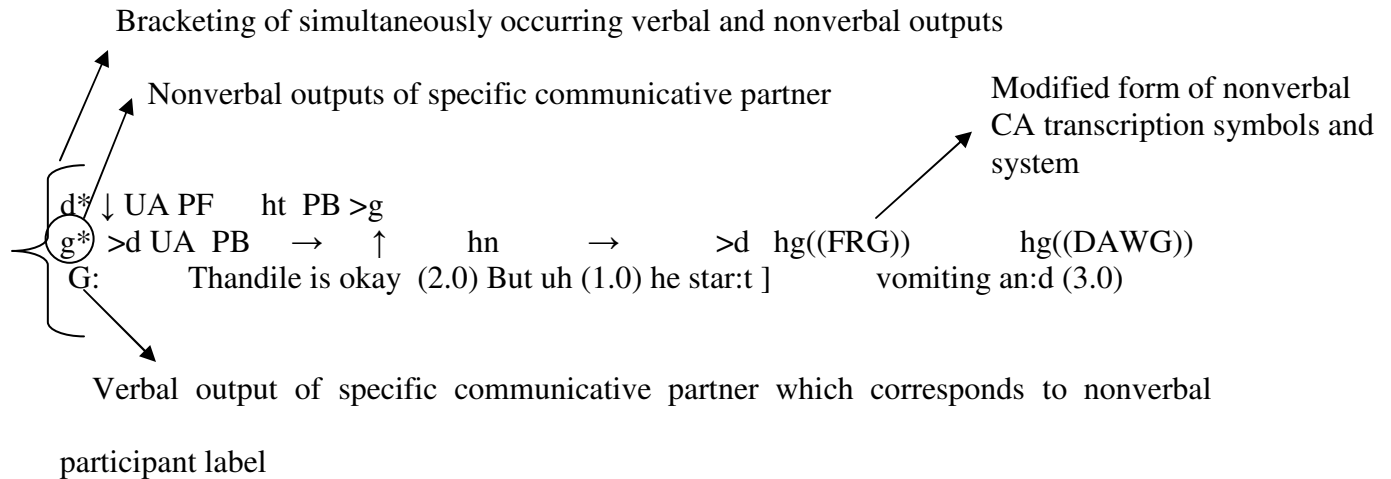 Bracketing of simultaneously occurring verbal and nonverbal outputs
Nonverbal outputs of specific communicative partner
Modified form of nonverbal
CA transcription symbols and
system
d* ↓ UA PF ht PB >g
g* >d UA PB → ↑ hn → >d hg((FRG)) hg((DAWG))
G: Thandile is okay (2.0) But uh (1.0) he star:t ] vomiting an:d (3.0)
Verbal output of specific communicative partner which corresponds to nonverbal
participant label